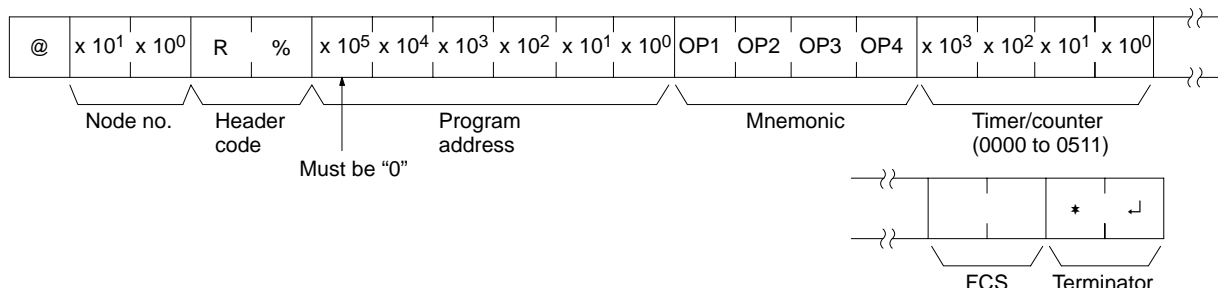 @ x 10¹ x 10⁰ R % x 10⁵ x 10⁴ x 10³ x 10² x 10¹ x 10⁰ OP1 OP2 OP3 OP4 x 10³ x 10² x 10¹ x 10⁰
Node no. Header code Program address Mnemonic Timer/counter (0000 to 0511)
Must be “0”
* ↵
FCS Terminator